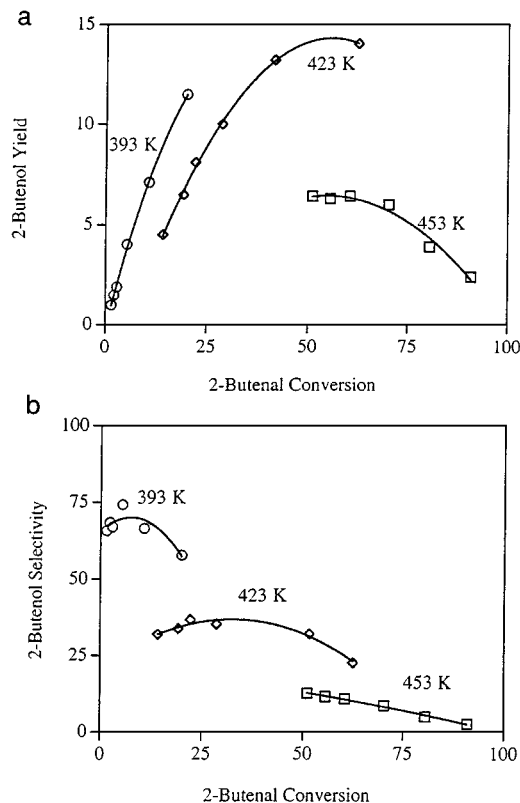 a
15
10
5
0
2-Butenol Yield
393 K
423 K
453 K
0
25
50
75
100
2-Butenal Conversion
b
100
75
50
25
0
2-Butenol Selectivity
393 K
423 K
453 K
0
25
50
75
100
2-Butenal Conversion